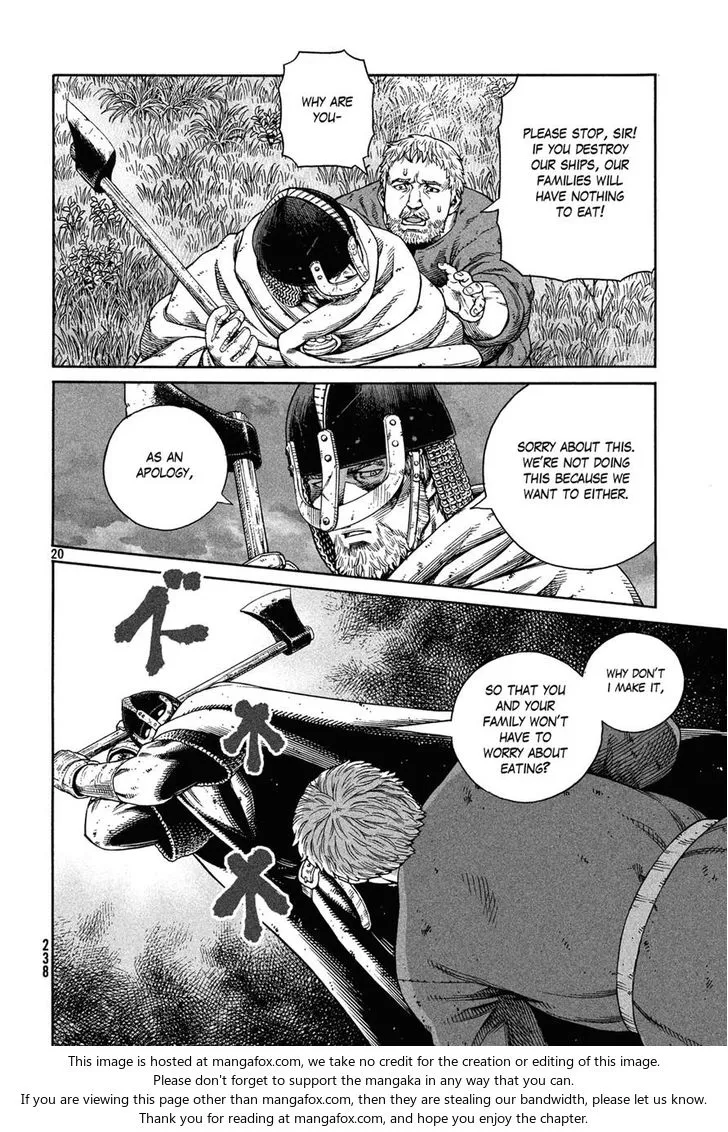 PLEASE STOP, SIR!
IF YOU DESTROY
OUR SHIPS, OUR
FAMILIES WILL
HAVE NOTHING
TO EAT!
WHY ARE
YOU-
SORRY ABOUT THIS.
WE'RE NOT DOING
THIS BECAUSE WE
WANT TO EITHER.
AS AN
APOLOGY,
20
WHY DON'T
I MAKE IT,
SO THAT YOU
AND YOUR
FAMILY WON'T
HAVE TO
WORRY ABOUT
EATING?
238
This image is hosted at mangafox.com, we take no credit for the creation or editing of this image.
Please don't forget to support the mangaka in any way that you can.
If you are viewing this page other than mangafox.com, then they are stealing our bandwidth, please let us know.
Thank you for reading at mangafox.com, and hope you enjoy the chapter.